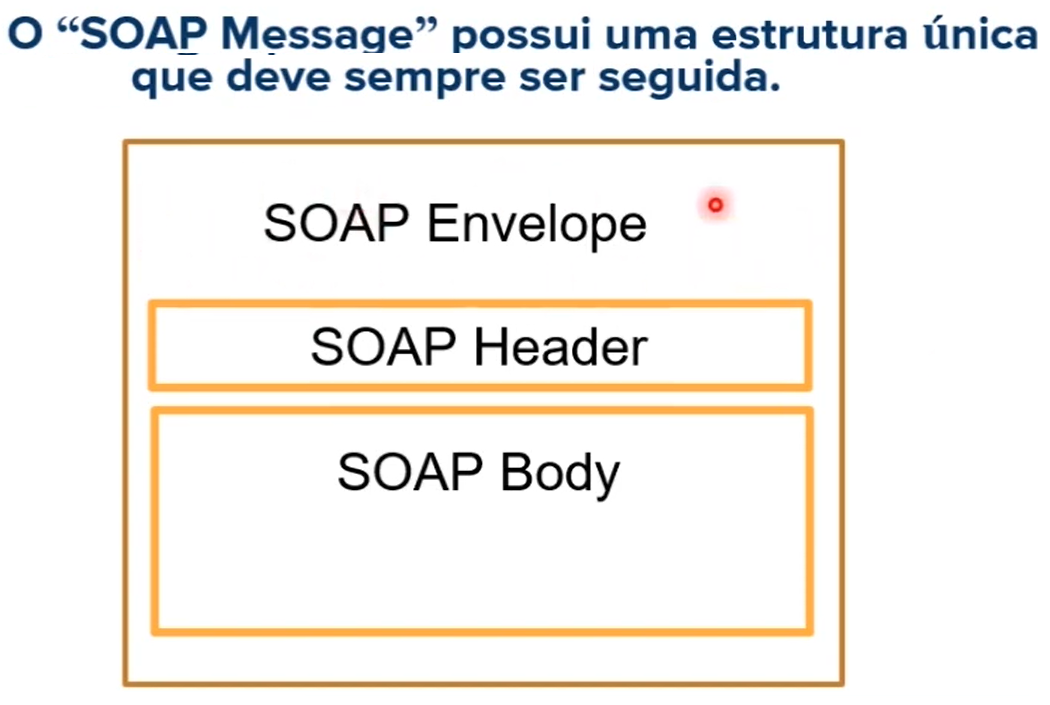 O “SOAP Message” possui uma estrutura única
que deve sempre ser seguida.
SOAP Envelope
SOAP Header
SOAP Body